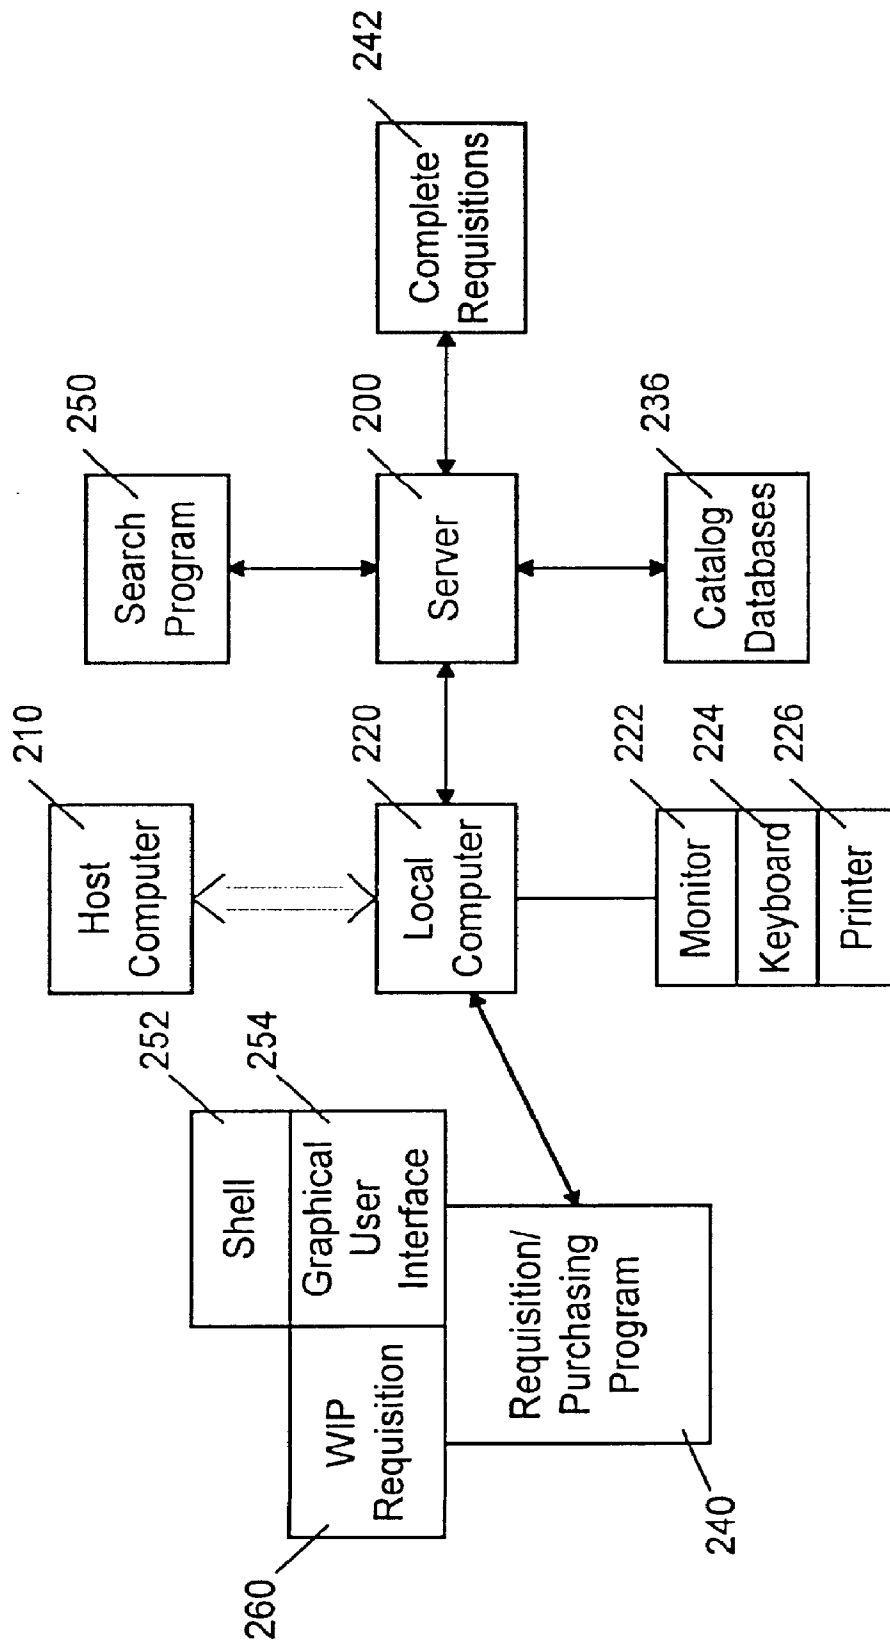 210
Host
Computer
250
Search
Program
252
Shell
254
Graphical
User
Interface
260
WIP
Requisition
Requisition/
Purchasing
Program
240
220
Local
Computer
200
Server
242
Complete
Requisitions
222
Monitor
224
Keyboard
226
Printer
236
Catalog
Databases